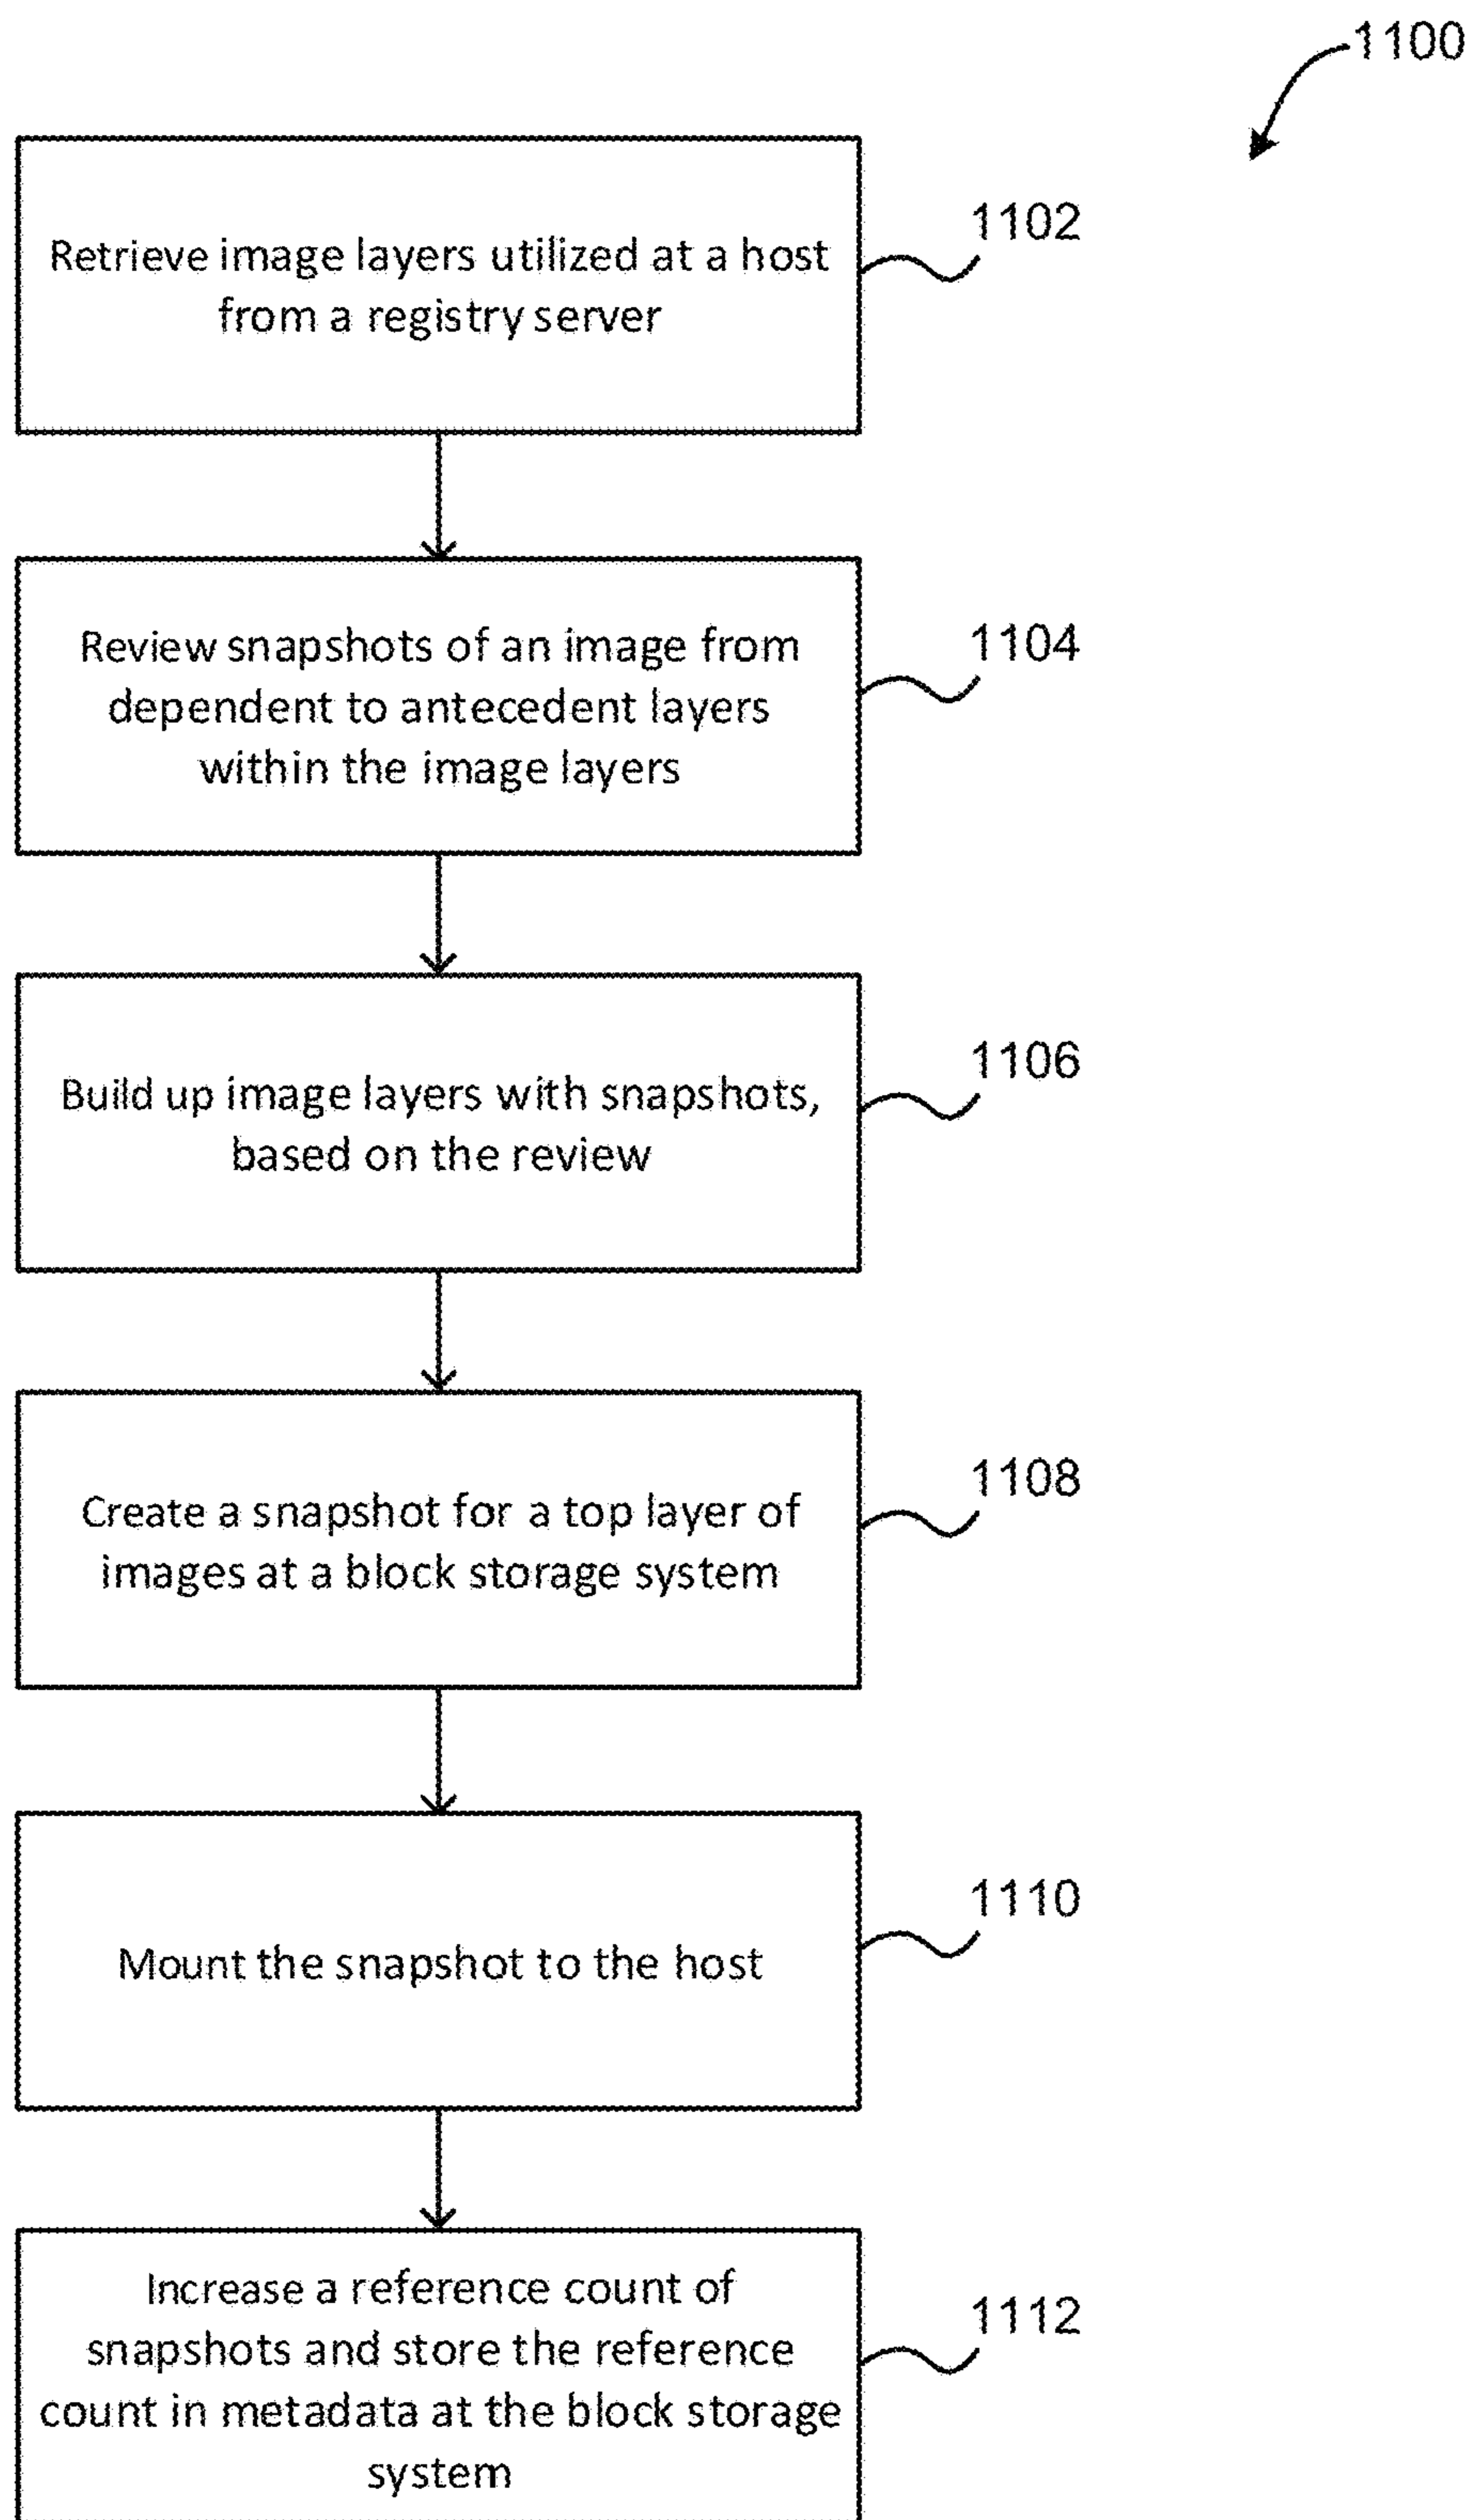 1100
Retrieve image layers utilized at a host
from a registry server
1102
Review snapshots of an image from
dependent to antecedent layers
within the image layers
1104
Build up image layers with snapshots,
based on the review
1106
Create a snapshot for a top layer of
images at a block storage system
1108
Mount the snapshot to the host
1110
Increase a reference count of
snapshots and store the reference
count in metadata at the block storage
system
1112